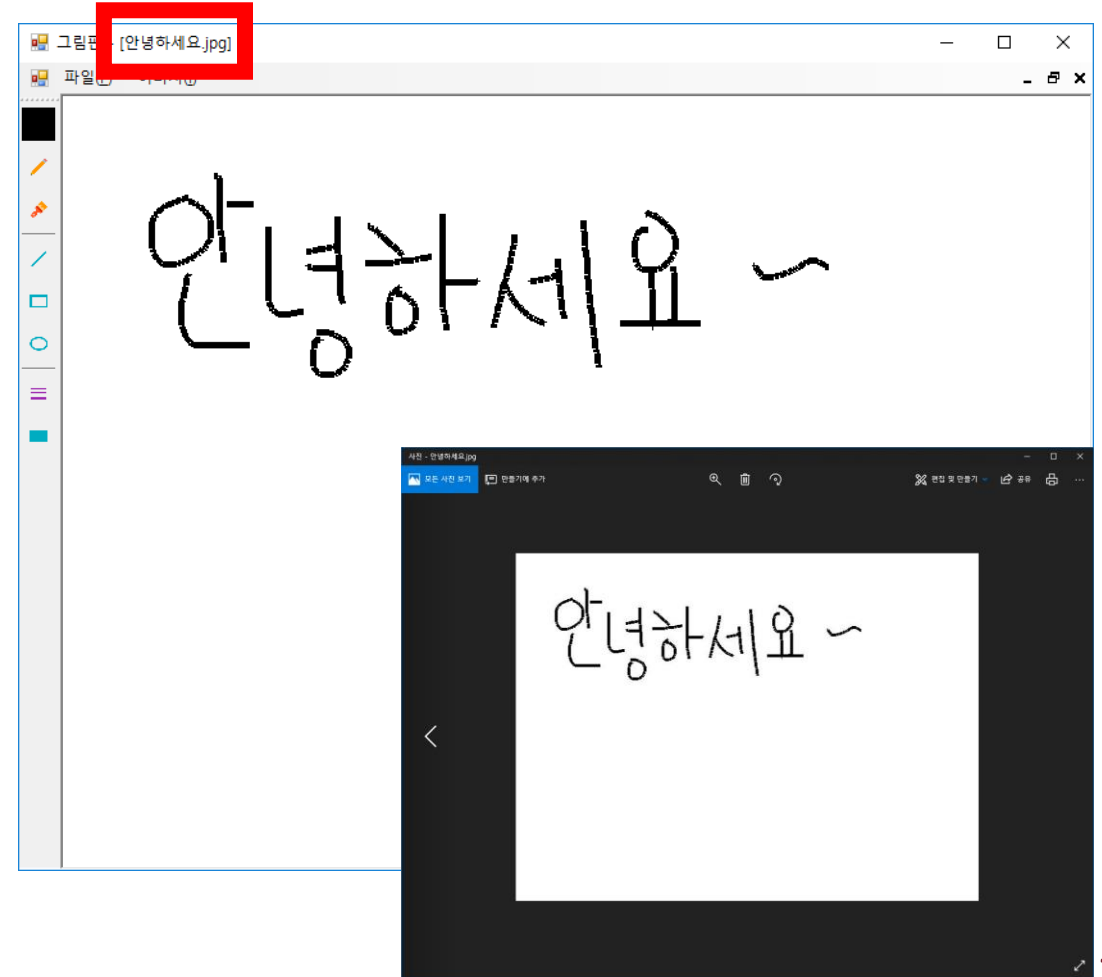 그림판 - [안녕하세요.jpg]
파일(F)
안녕하세요 ~
사진 - 안녕하세요.jpg
모든 사진 보기 만들기에 추가 편집 및 만들기 공유
안녕하세요 ~